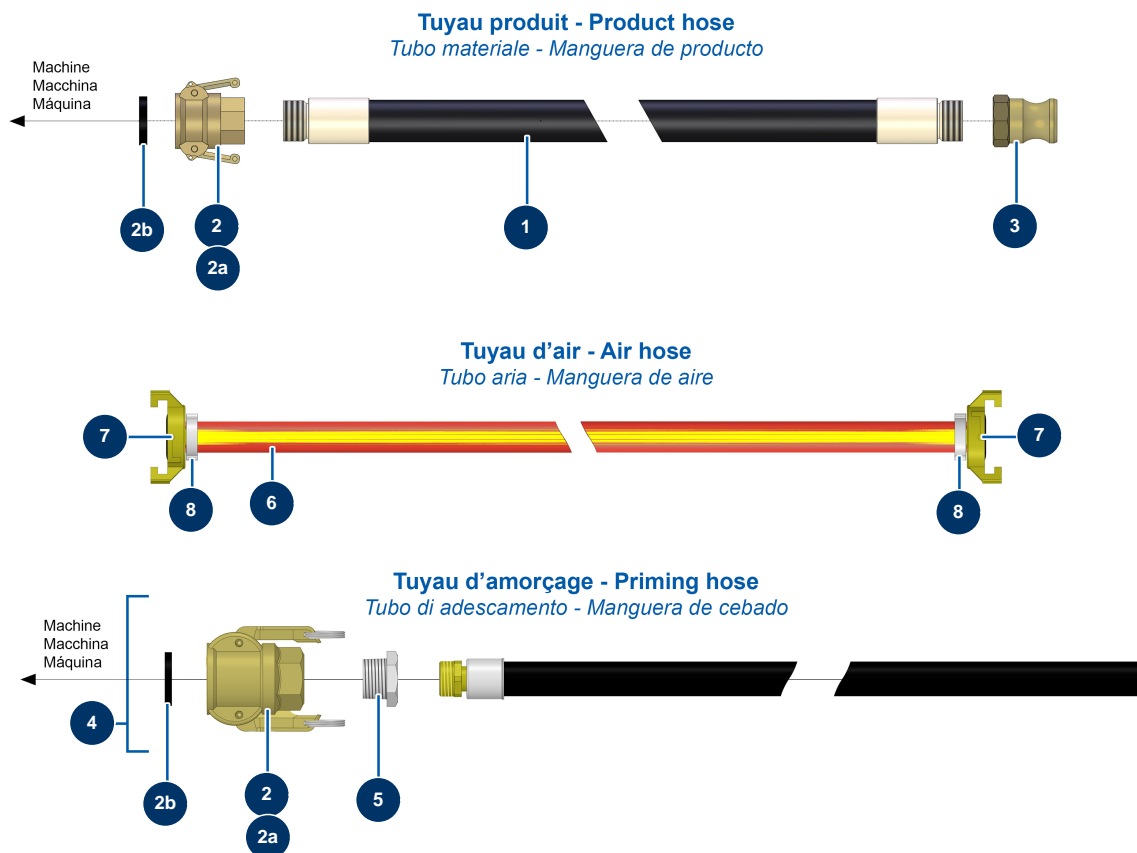 Tuyau produit - Product hose
Tubo materiale - Manguera de producto
Machine
Macchina
Máquina
2b
2
2a
1
3
Tuyau d'air - Air hose
Tubo aria - Manguera de aire
7
7
8
6
8
Tuyau d'amorçage - Priming hose
Tubo di adescamento - Manguera de cebado
Machine
Macchina
Máquina
4
2b
2
2a
5